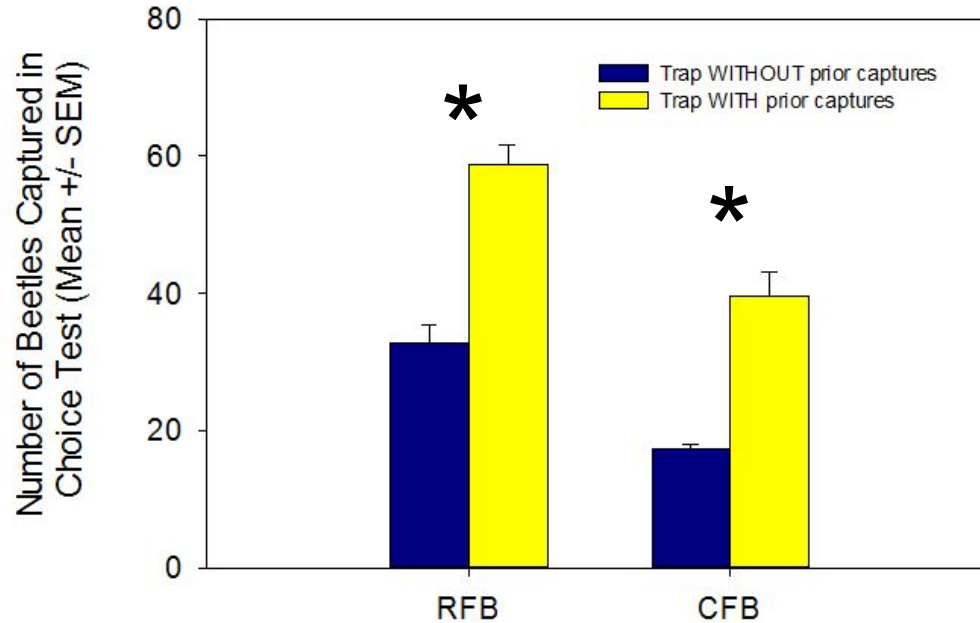 Number of Beetles Captured in
Choice Test (Mean +/- SEM)
80
60
40
20
0
Trap WITHOUT prior captures
Trap WITH prior captures
*
*
RFB
CFB